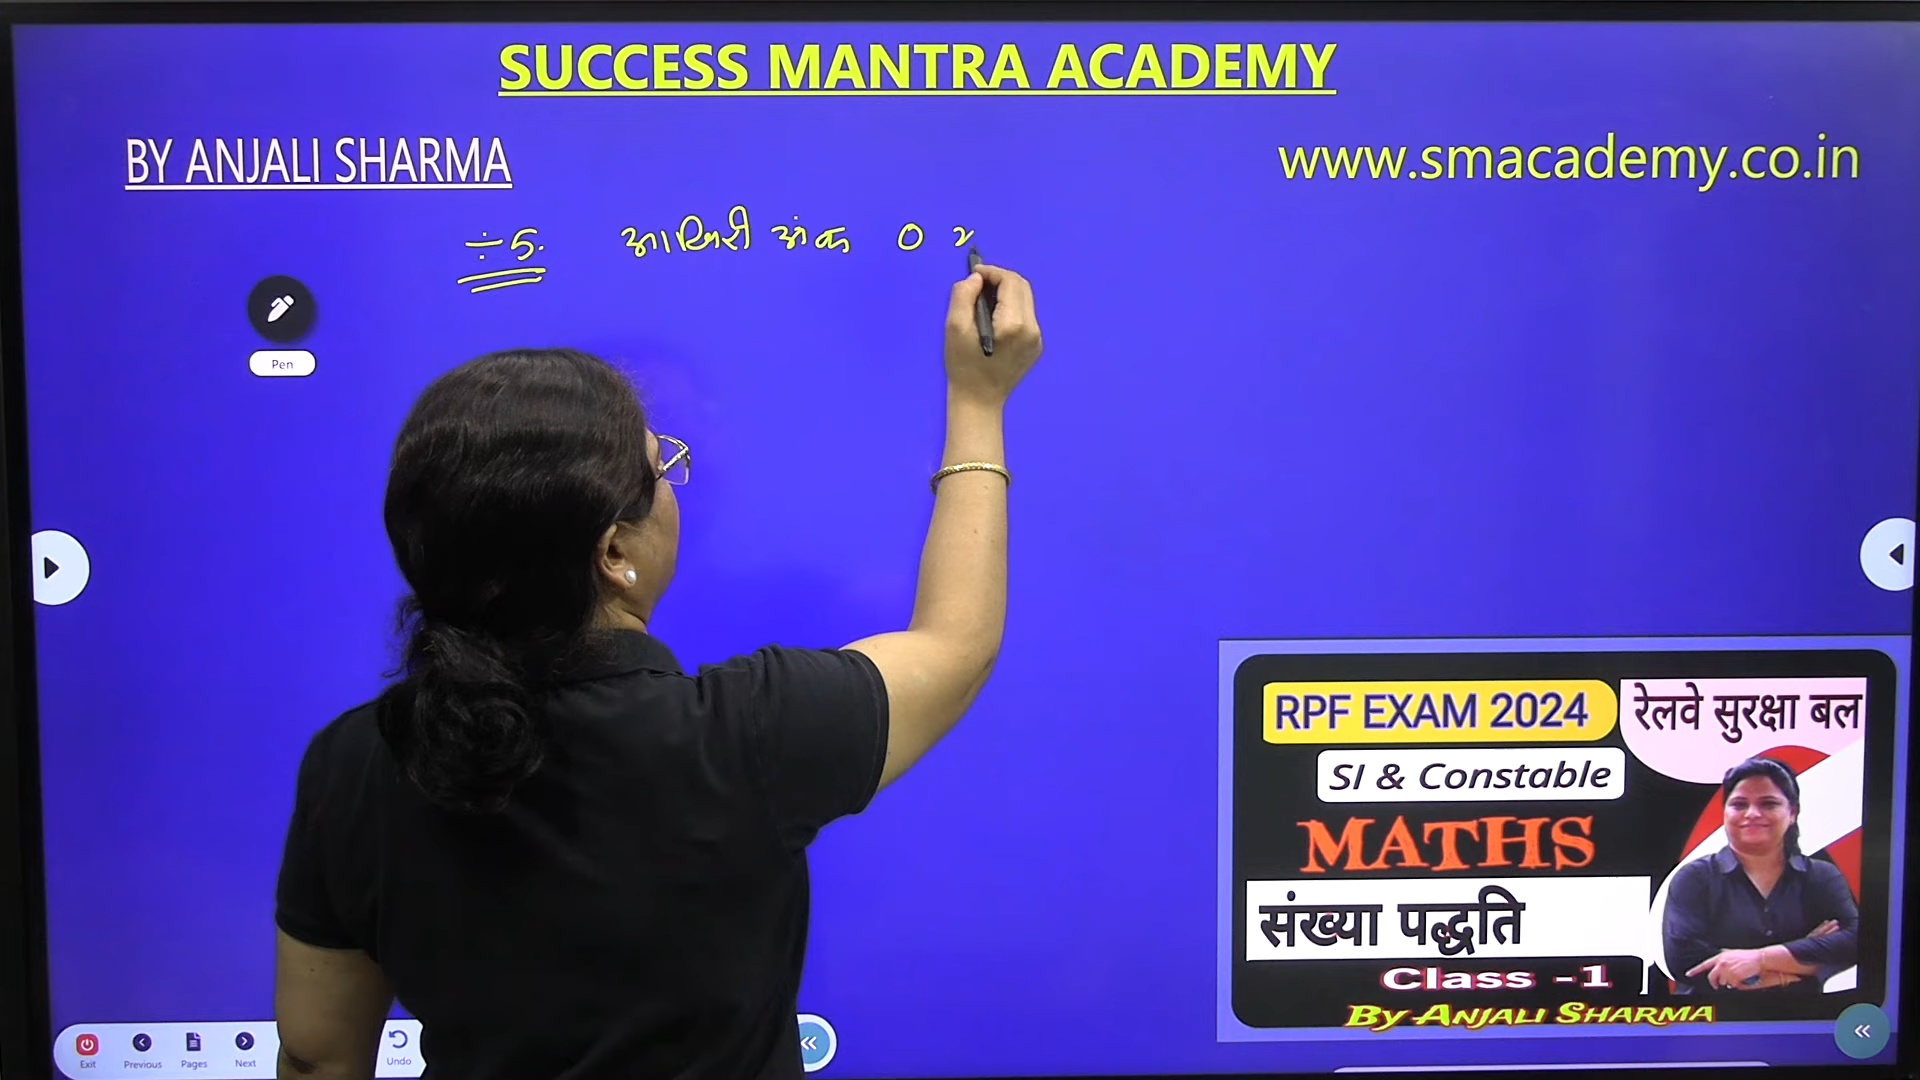 SUCCESS MANTRA ACADEMY
BY ANJALI SHARMA
www.smacademy.co.in
÷5. आखिरी अंक 0
Pen
RPF EXAM 2024
रेलवे सुरक्षा बल
SI & Constable
MATHS
संख्या पद्धति
Class -1
By Anjali Sharma
Exit
Previous
Pages
Next
Undo